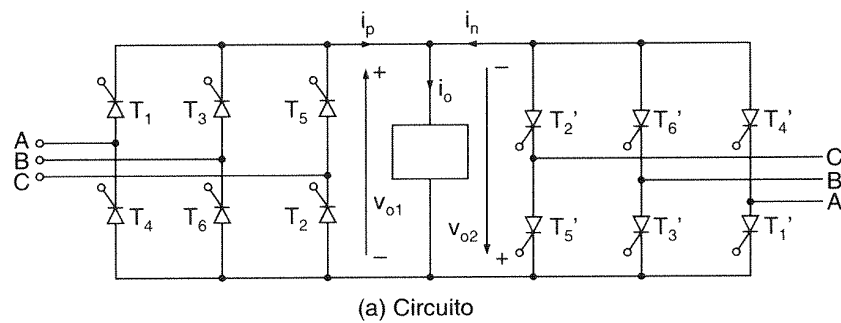 i_p i_n
+ − i_o
T_1 T_3 T_5 T_2' T_6' T_4'
A C
B B
C A
T_4 T_6 T_2 v_o1 v_o2 T_5' T_3' T_1'
− +
(a) Circuito